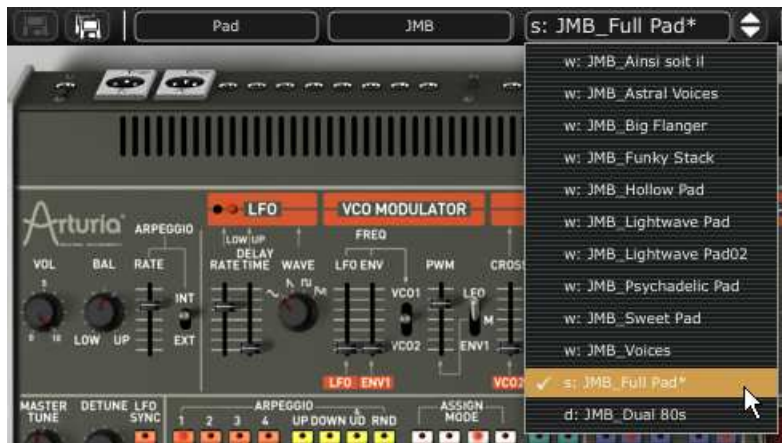 Pad
JMB
s: JMB_Full Pad*
w: JMB_Ainsi soit il
w: JMB_Astral Voices
w: JMB_Big Flanger
w: JMB_Funky Stack
w: JMB_Hollow Pad
w: JMB_Lightwave Pad
w: JMB_Lightwave Pad02
w: JMB_Psychadelic Pad
w: JMB_Sweet Pad
w: JMB_Voices
✓ s: JMB_Full Pad*
d: JMB_Dual 80s
Arturia
ARPEGGIO
LFO
VCO MODULATOR
LOW UP
DELAY
FREQ
VOL
BAL
RATE
RATE TIME
WAVE
LFO ENV
PWM
CROSS
5
0
10
LOW UP
INT
EXT
VCO1
VCO2
LFO
M
ENV1
LFO
ENV1
VCO2
MASTER TUNE
DETUNE
LFO SYNC
ARPEGGIO
1 2 3 4
UP DOWN UD RND
ASSIGN MODE